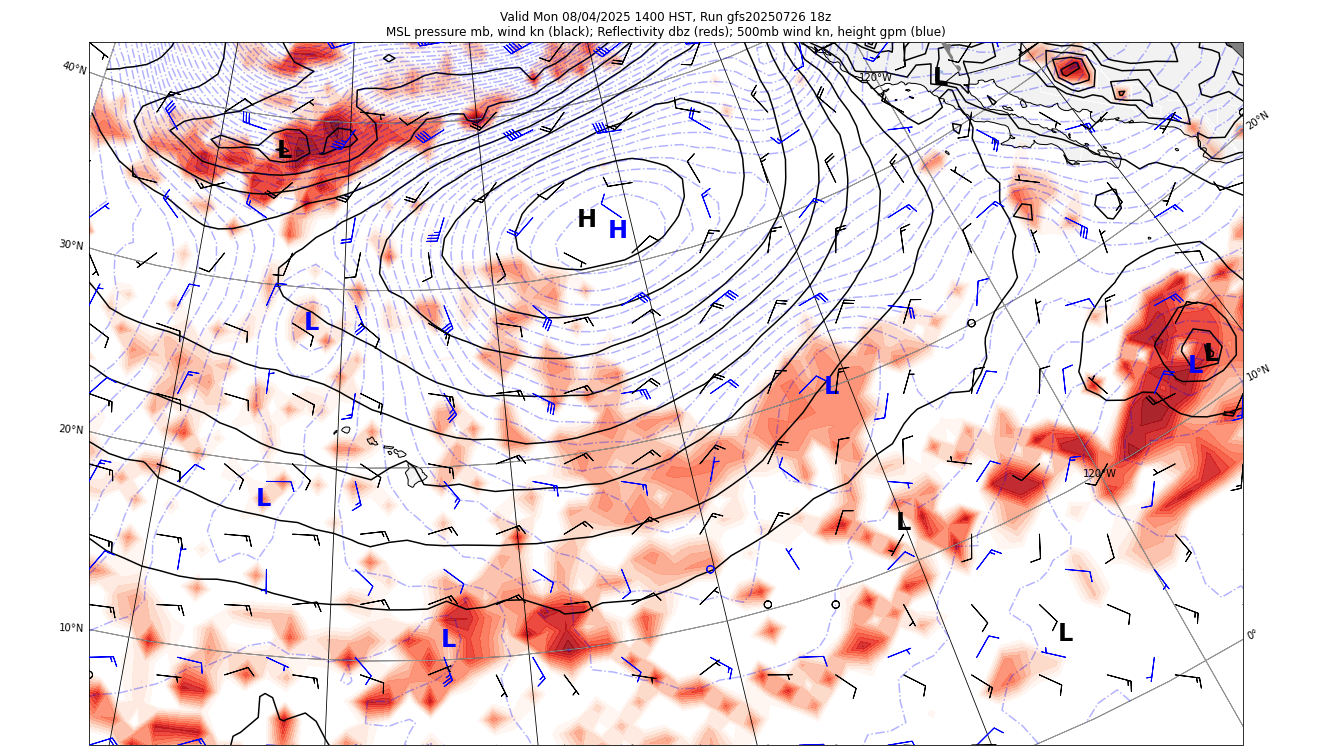 Valid Mon 08/04/2025 1400 HST, Run gfs20250726 18z
MSL pressure mb, wind kn (black); Reflectivity dbz (reds); 500mb wind kn, height gpm (blue)
40°N
120°W
L
20°N
L
H
H
30°N
L
L
L
10°N
L
20°N
120°W
L
L
10°N
L
L
0°